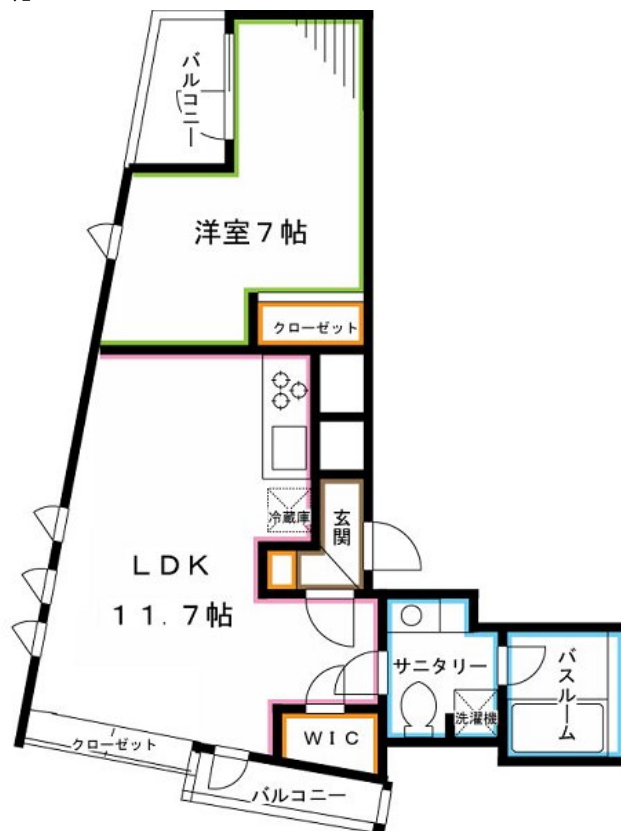 バルコニー
洋室７帖
クローゼット
冷蔵庫
玄関
ＬＤＫ
１１．７帖
サニタリー
バスルーム
洗濯機
クローゼット
ＷＩＣ
バルコニー